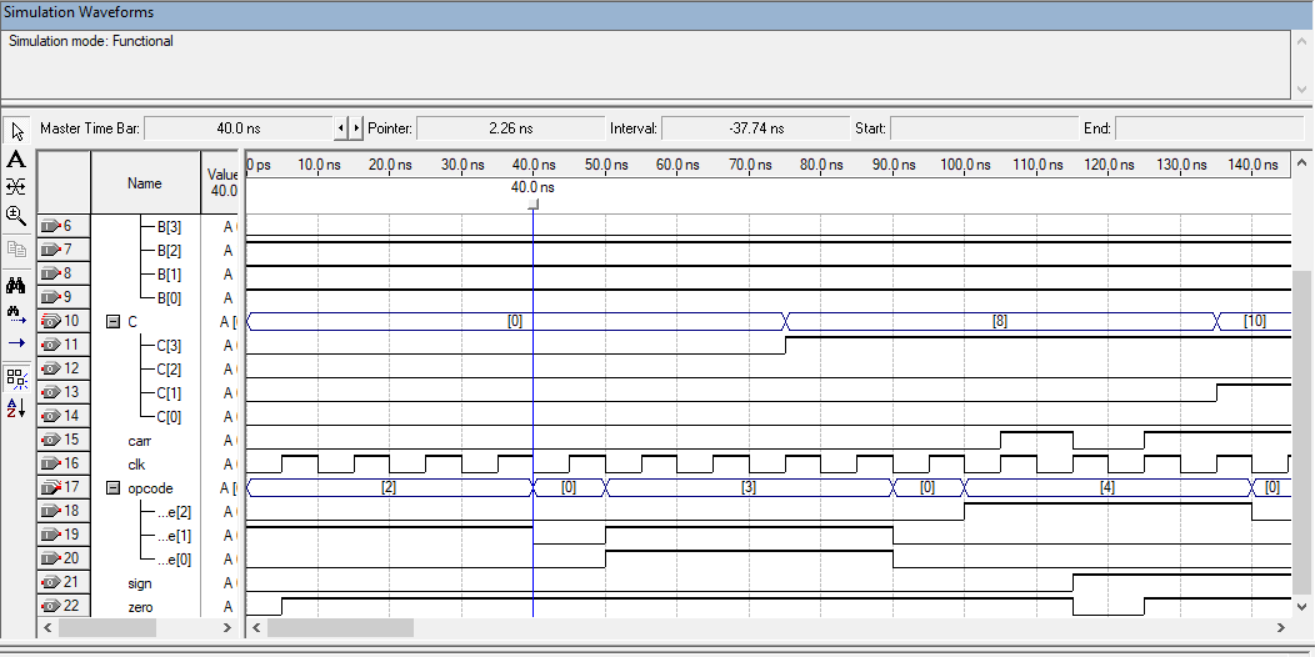 Simulation Waveforms
Simulation mode: Functional
Master Time Bar: 40.0 ns Pointer: 2.26 ns Interval: -37.74 ns Start: End:
Name Value 40.0 0 ps 10.0 ns 20.0 ns 30.0 ns 40.0 ns 50.0 ns 60.0 ns 70.0 ns 80.0 ns 90.0 ns 100.0 ns 110.0 ns 120.0 ns 130.0 ns 140.0 ns
40.0 ns
6 B[3] A
7 B[2] A
8 B[1] A
9 B[0] A
10 C A [ [0] [8] [10]
11 C[3] A
12 C[2] A
13 C[1] A
14 C[0] A
15 carr A
16 clk A
17 opcode A [ [2] [0] [3] [0] [4] [0]
18 ...e[2] A
19 ...e[1] A
20 ...e[0] A
21 sign A
22 zero A